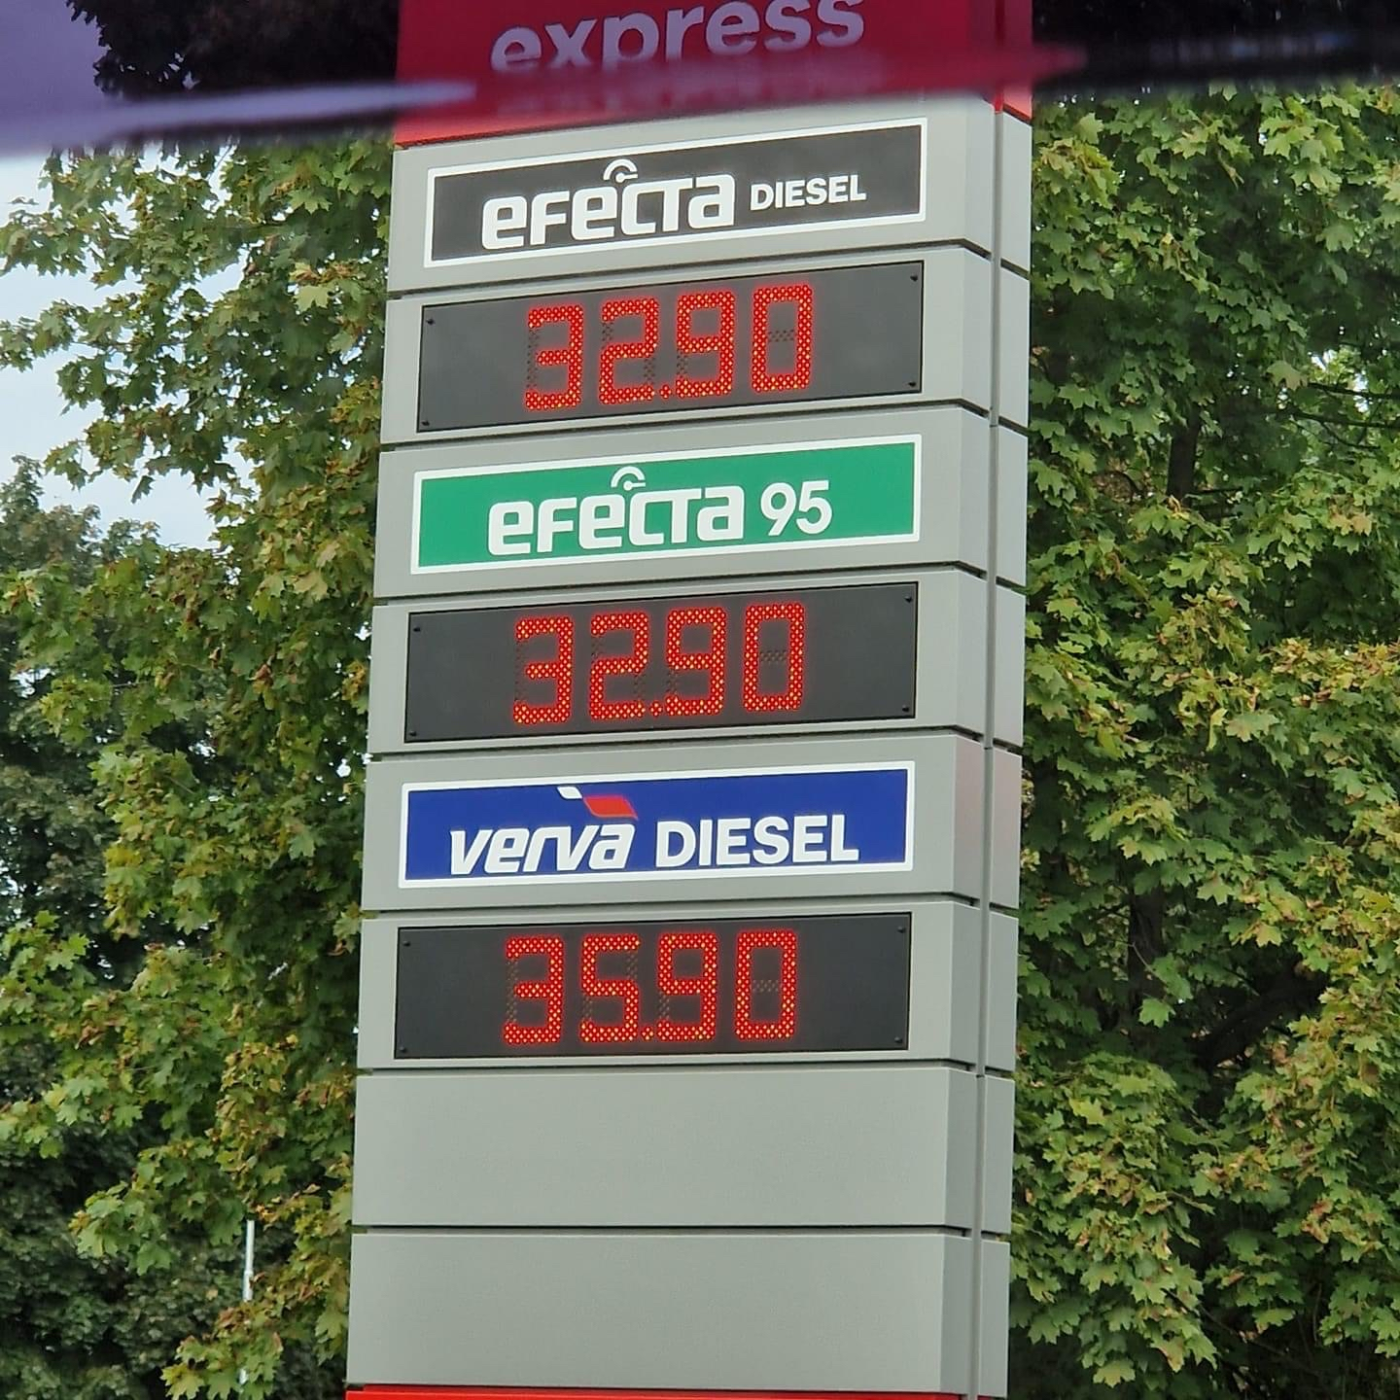 express
efecta DIESEL
32.90
efecta 95
32.90
verva DIESEL
35.90